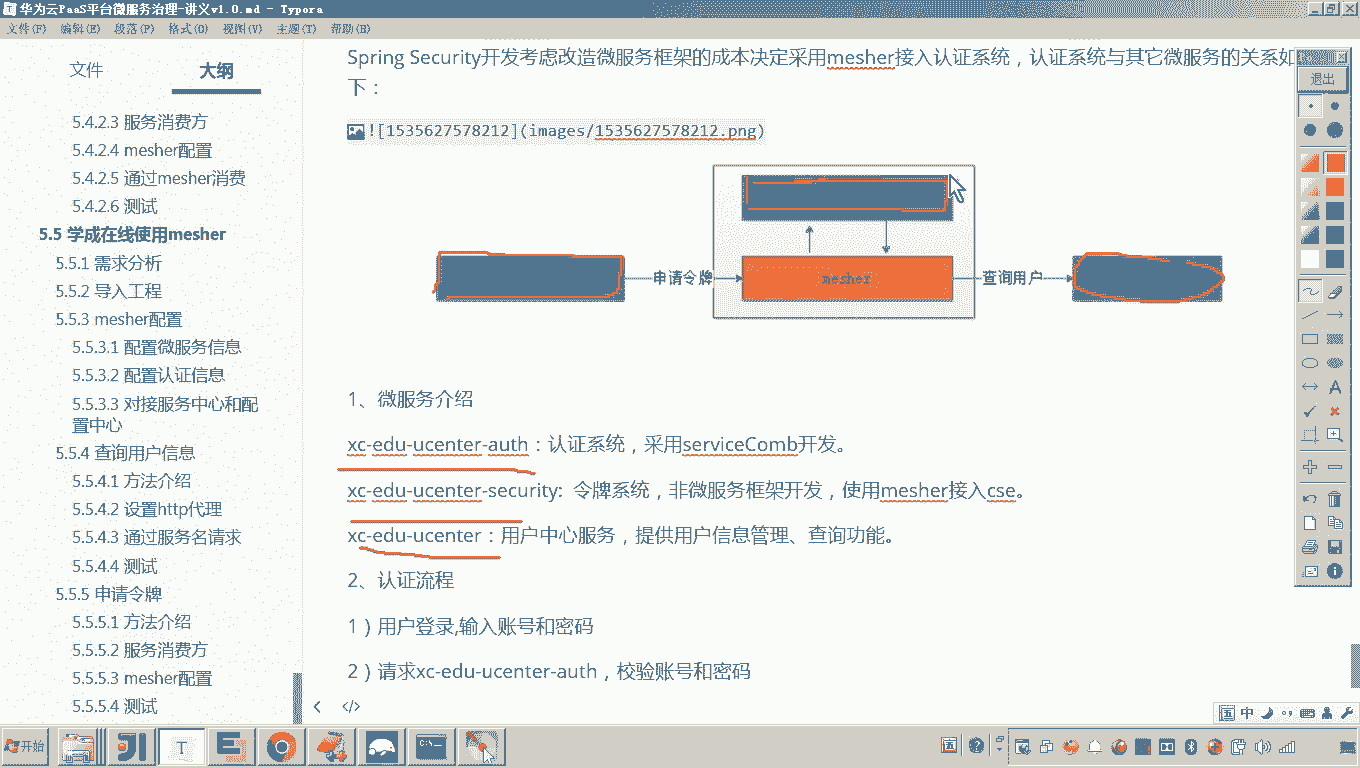 华为云PaaS平台微服务治理-讲义v1.0.md - Typora
文件(F) 编辑(E) 段落(P) 格式(O) 视图(V) 主题(T) 帮助(H)
文件 大纲
5.4.2.3 服务消费方
5.4.2.4 mesher配置
5.4.2.5 通过mesher消费
5.4.2.6 测试
5.5 学成在线使用mesher
5.5.1 需求分析
5.5.2 导入工程
5.5.3 mesher配置
5.5.3.1 配置微服务信息
5.5.3.2 配置认证信息
5.5.3.3 对接服务中心和配
置中心
5.5.4 查询用户信息
5.5.4.1 方法介绍
5.5.4.2 设置http代理
5.5.4.3 通过服务名请求
5.5.4.4 测试
5.5.5 申请令牌
5.5.5.1 方法介绍
5.5.5.2 服务消费方
5.5.5.3 mesher配置
5.5.5.4 测试
Spring Security开发考虑改造微服务框架的成本决定采用mesher接入认证系统，认证系统与其它微服务的关系如
下：
![1535627578212](images/1535627578212.png)
申请令牌
mesher
查询用户
1、微服务介绍
xc-edu-ucenter-auth：认证系统，采用serviceComb开发。
xc-edu-ucenter-security: 令牌系统，非微服务框架开发，使用mesher接入cse。
xc-edu-ucenter：用户中心服务，提供用户信息管理、查询功能。
2、认证流程
1）用户登录,输入账号和密码
2）请求xc-edu-ucenter-auth，校验账号和密码
退出
A
</>
五 中
开始
T
C:\
五